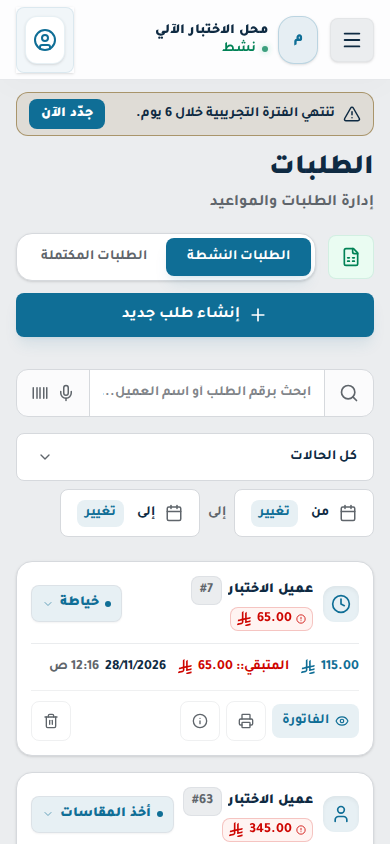 م
محل الاختبار الآلي
نشط
تنتهي الفترة التجريبية خلال 6 يوم.
جدّد الآن
الطلبات
إدارة الطلبات والمواعيد
الطلبات النشطة
الطلبات المكتملة
إنشاء طلب جديد
ابحث برقم الطلب او اسم العميل..
كل الحالات
من
تغيير
إلى
إلى
تغيير
عميل الاختبار
#7
65.00
خياطة
115.00
المتبقي:: 65.00
28/11/2026 12:16 ص
الفاتورة
عميل الاختبار
#63
345.00
أخذ المقاسات